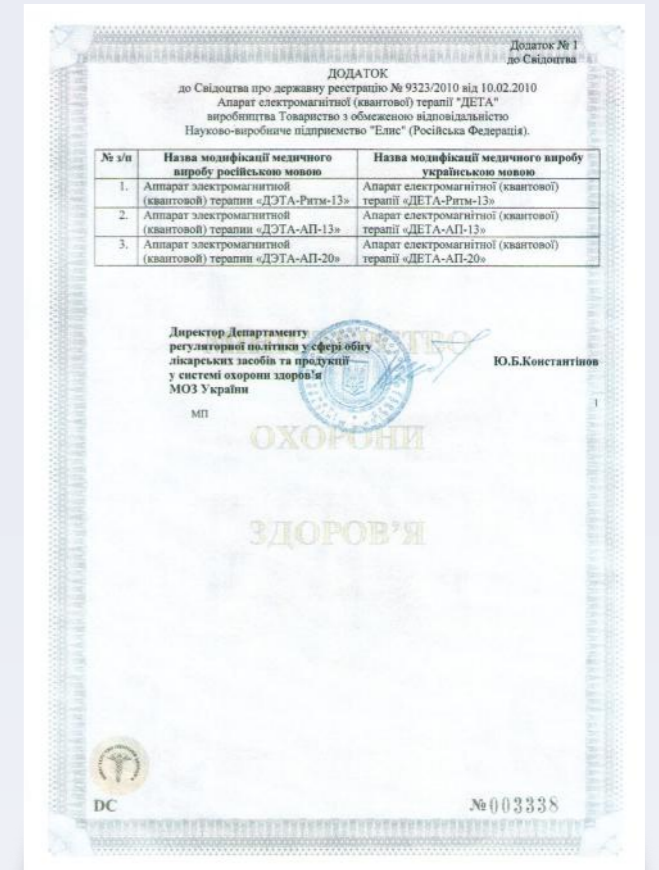 Додаток № 1
до Свідоцтва
ДОДАТОК
до Свідоцтва про державну реєстрацію № 9323/2010 від 10.02.2010
Апарат електромагнітної (квантової) терапії "ДЕТА"
виробництва Товариство з обмеженою відповідальністю
Науково-виробниче підприємство "Елис" (Російська Федерація).
№ з/п Назва модифікації медичного виробу російською мовою Назва модифікації медичного виробу українською мовою
1. Аппарат электромагнитной Апарат електромагнітної (квантової)
(квантовой) терапии «ДЭТА-Ритм-13» терапії «ДЕТА-Ритм-13»
2. Аппарат электромагнитной Апарат електромагнітної (квантової)
(квантовой) терапии «ДЭТА-АП-13» терапії «ДЕТА-АП-13»
3. Аппарат электромагнитной Апарат електромагнітної (квантової)
(квантовой) терапии «ДЭТА-АП-20» терапії «ДЕТА-АП-20»
Директор Департаменту
регуляторної політики у сфері обігу
лікарських засобів та продукції Ю.Б.Константінов
у системі охорони здоров'я
МОЗ України
МП
1
ОХОРОНИ
ЗДОРОВ'Я
DC №003338